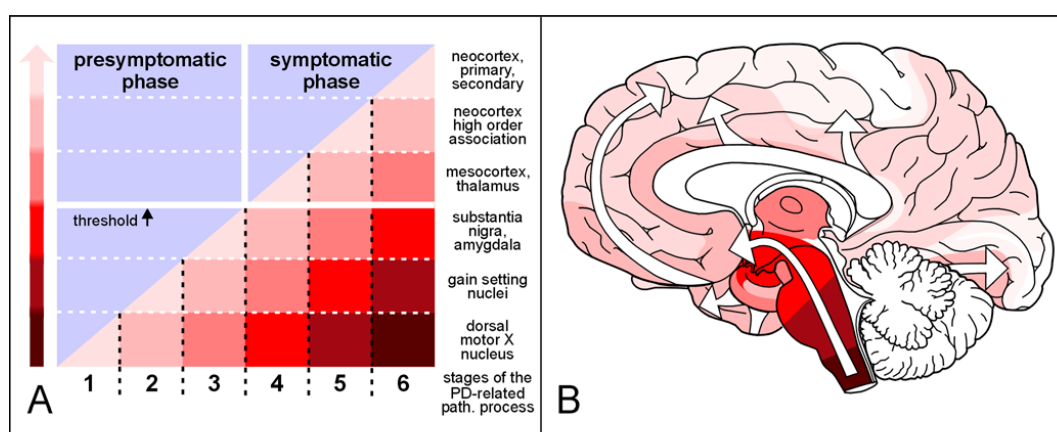 presymptomatic
phase
symptomatic
phase
neocortex,
primary,
secondary
neocortex
high order
association
mesocortex,
thalamus
threshold
substantia
nigra,
amygdala
gain setting
nuclei
dorsal
motor X
nucleus
1 2 3 4 5 6
stages of the
PD-related
path. process
A
B